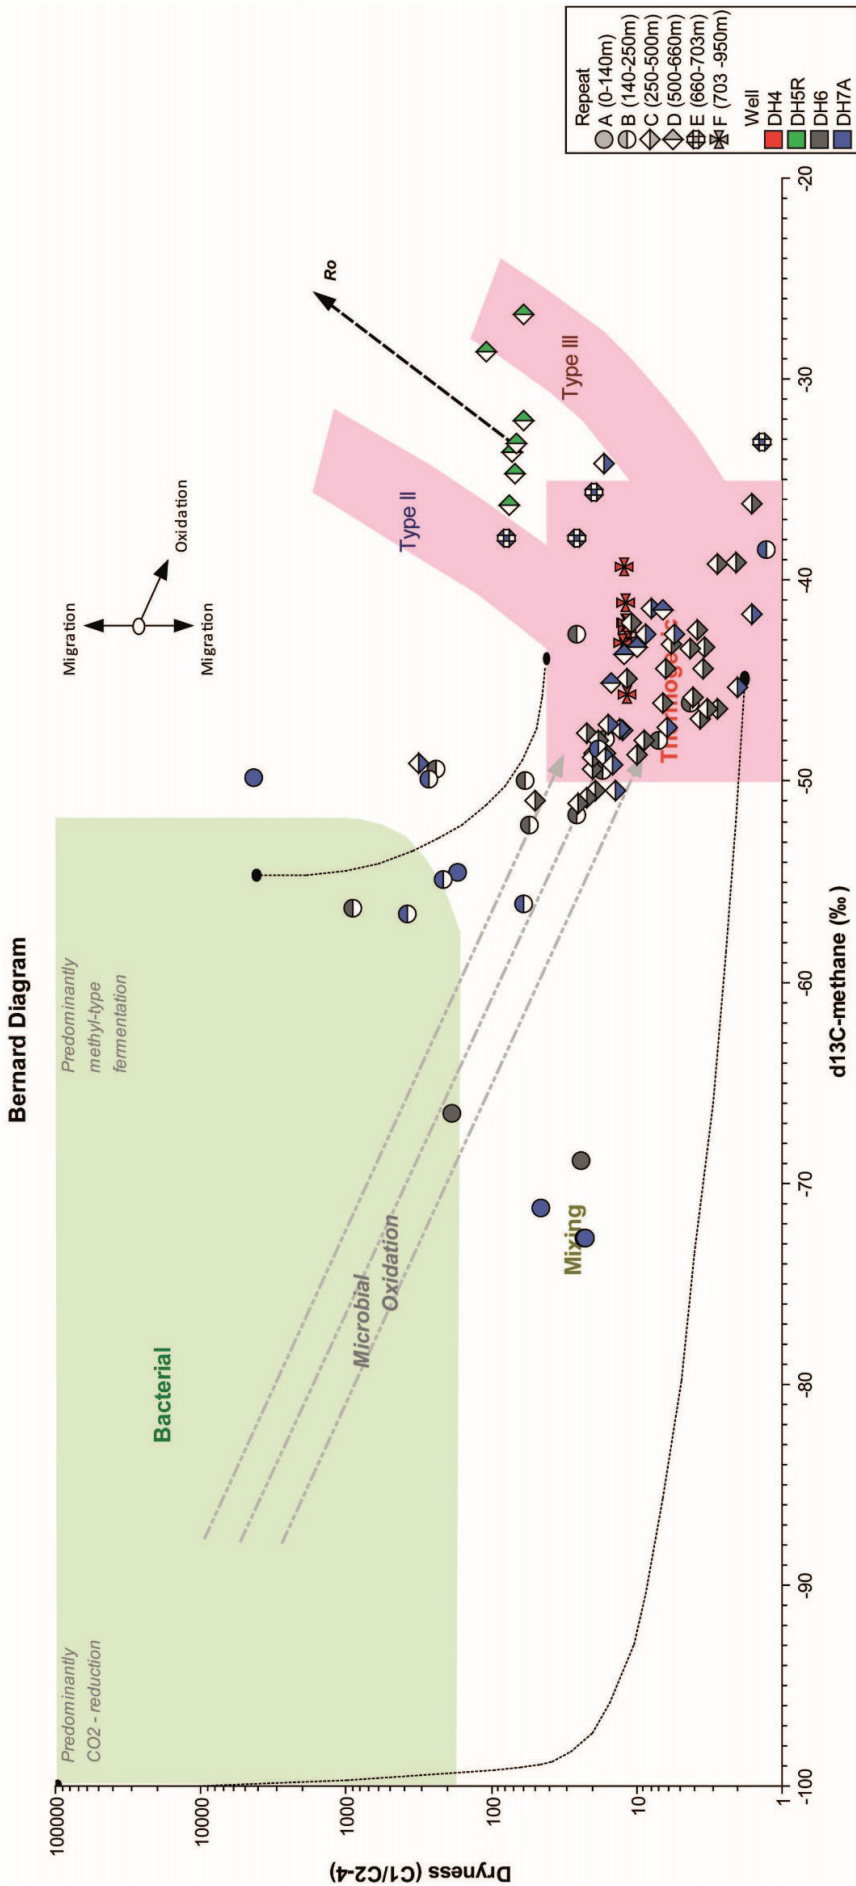 Bernard Diagram
Predominantly
CO2 - reduction
Predominantly
methyl-type
fermentation
Bacterial
Microbial
Oxidation
Mixing
Thermogenic
Type II
Type III
Ro
Migration
Oxidation
Migration
Dryness (C1/C2-4)
100000
10000
1000
100
10
1
-100
-90
-80
-70
-60
-50
-40
-30
-20
d13C-methane (‰)
Repeat
A (0-140m)
B (140-250m)
C (250-500m)
D (500-660m)
E (660-703m)
F (703 -950m)
Well
DH4
DH5R
DH6
DH7A